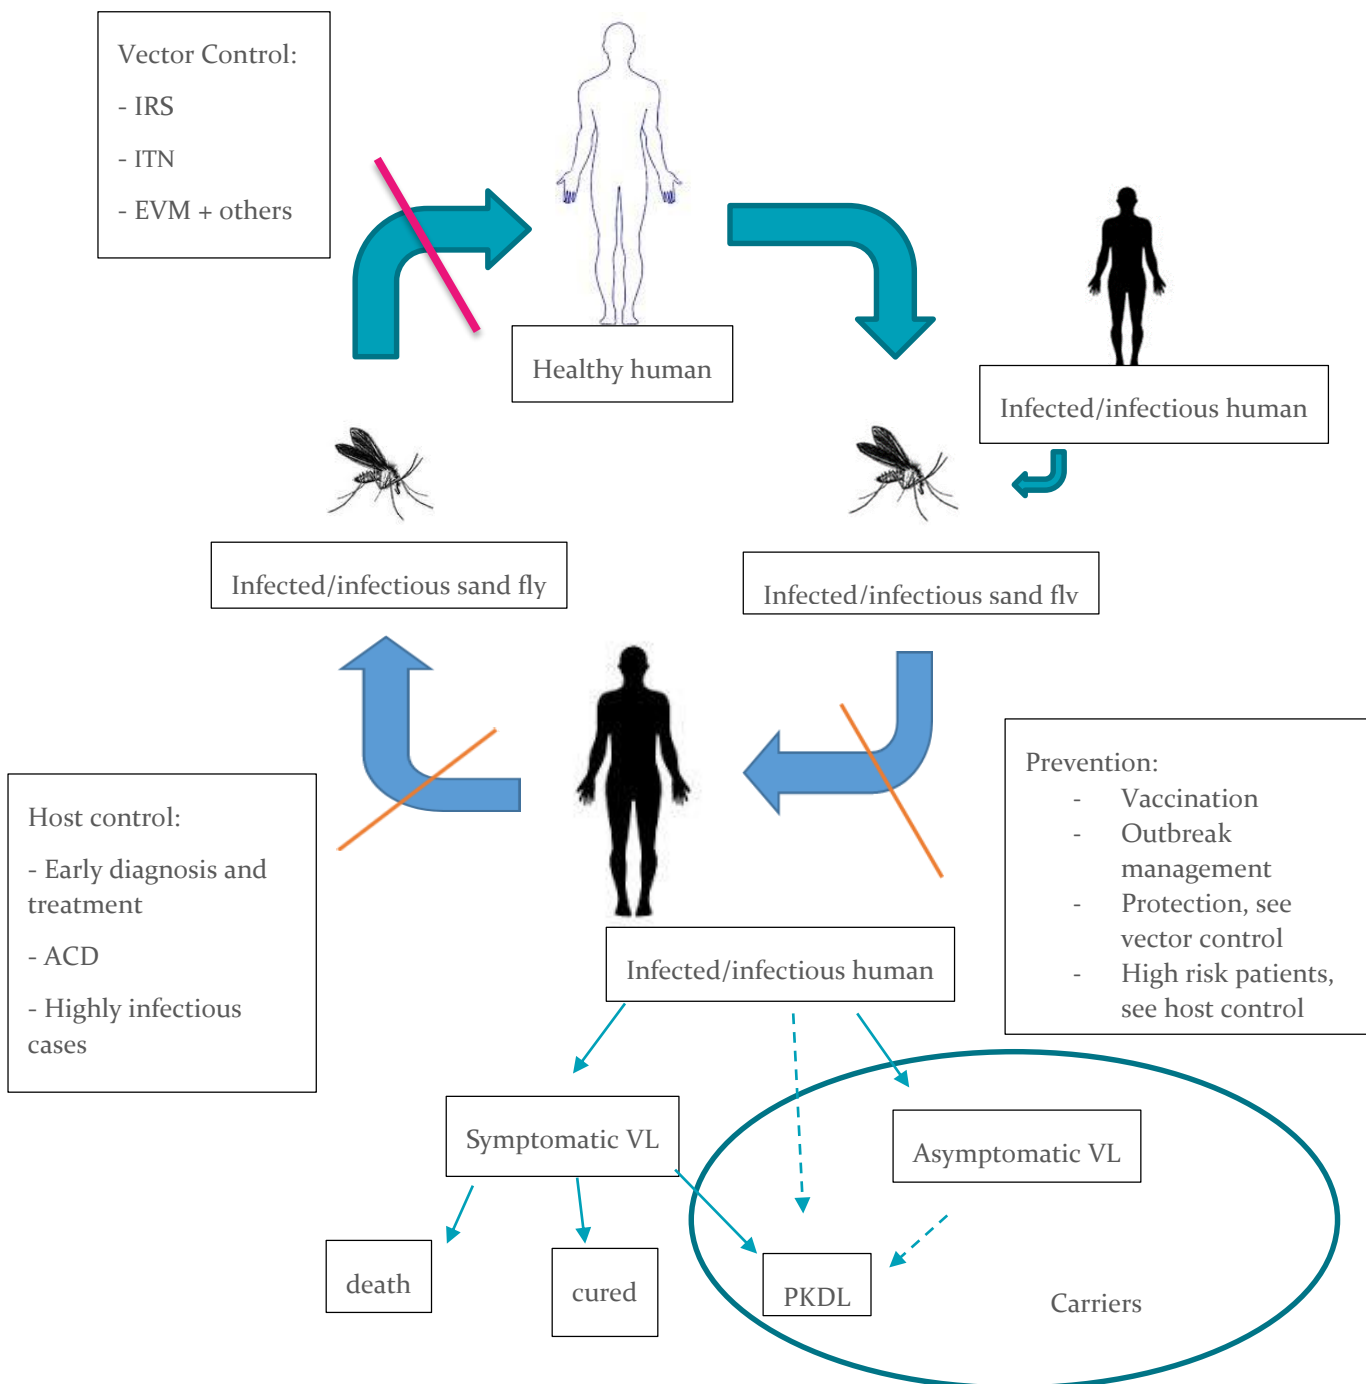 Vector Control:
- IRS
- ITN
- EVM + others
Healthy human
Infected/infectious human
Infected/infectious sand fly
Infected/infectious sand fly
Host control:
- Early diagnosis and
treatment
- ACD
- Highly infectious
cases
Prevention:
- Vaccination
- Outbreak
management
- Protection, see
vector control
- High risk patients,
see host control
Infected/infectious human
Symptomatic VL
Asymptomatic VL
death
cured
PKDL
Carriers